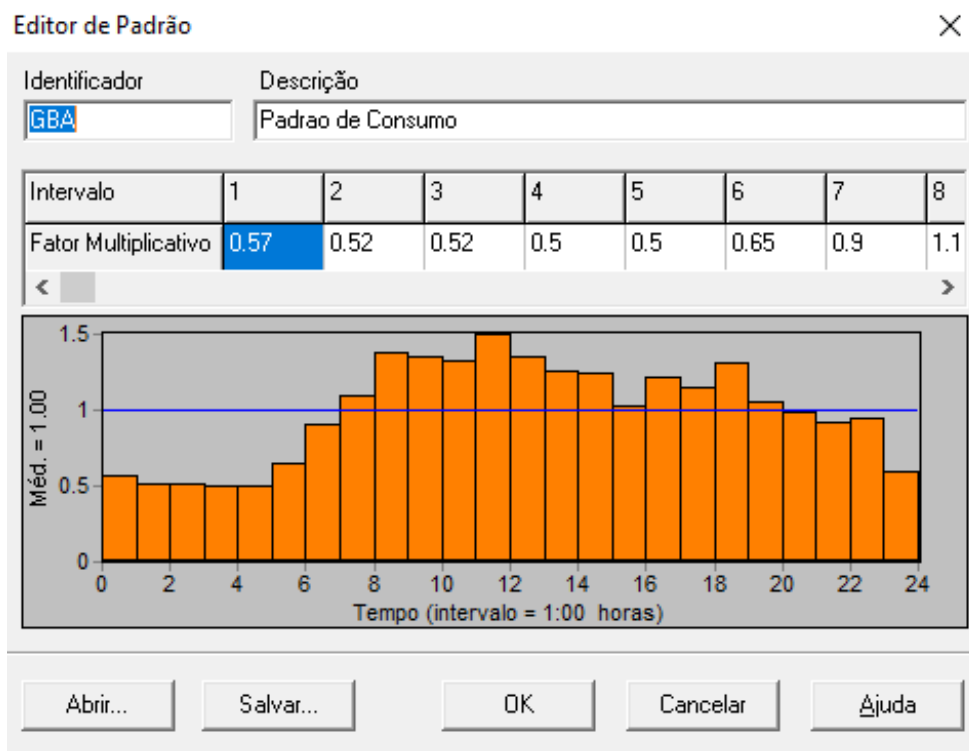 Editor de Padrão
Identificador Descrição
GBA Padrao de Consumo
Intervalo 1 2 3 4 5 6 7 8
Fator Multiplicativo 0.57 0.52 0.52 0.5 0.5 0.65 0.9 1.1
1.5
1
0.5
0
Méd. = 1.00
0 2 4 6 8 10 12 14 16 18 20 22 24
Tempo (intervalo = 1:00 horas)
Abrir... Salvar... OK Cancelar Ajuda